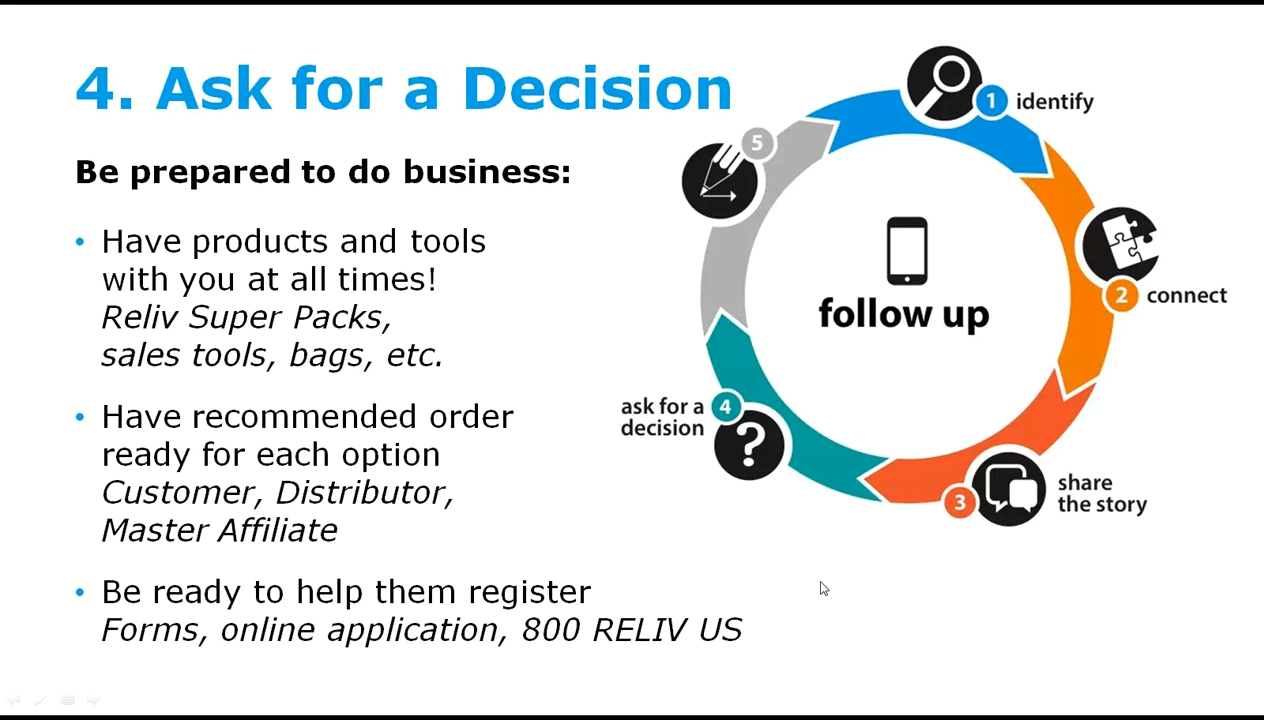 4. Ask for a Decision
Be prepared to do business:
• Have products and tools
with you at all times!
Reliv Super Packs,
sales tools, bags, etc.
• Have recommended order
ready for each option
Customer, Distributor,
Master Affiliate
• Be ready to help them register
Forms, online application, 800 RELIV US
1 identify
2 connect
3 share
the story
4 ask for a
decision
5
follow up